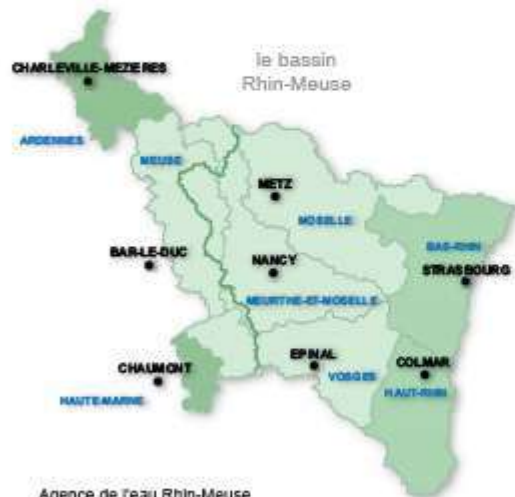 CHARLEVILLE-MEZIERES
le bassin
Rhin-Meuse
ARDENNES
MEUSE
METZ
MOSELLE
BAS-RHIN
BAR-LE-DUC
NANCY
STRASBOURG
MEURTHE-ET-MOSELLE
CHAUMONT
EPINAL
VOSGES
COLMAR
HAUT-RHIN
HAUTE-MARNE
Agence de l'eau Rhin-Meuse